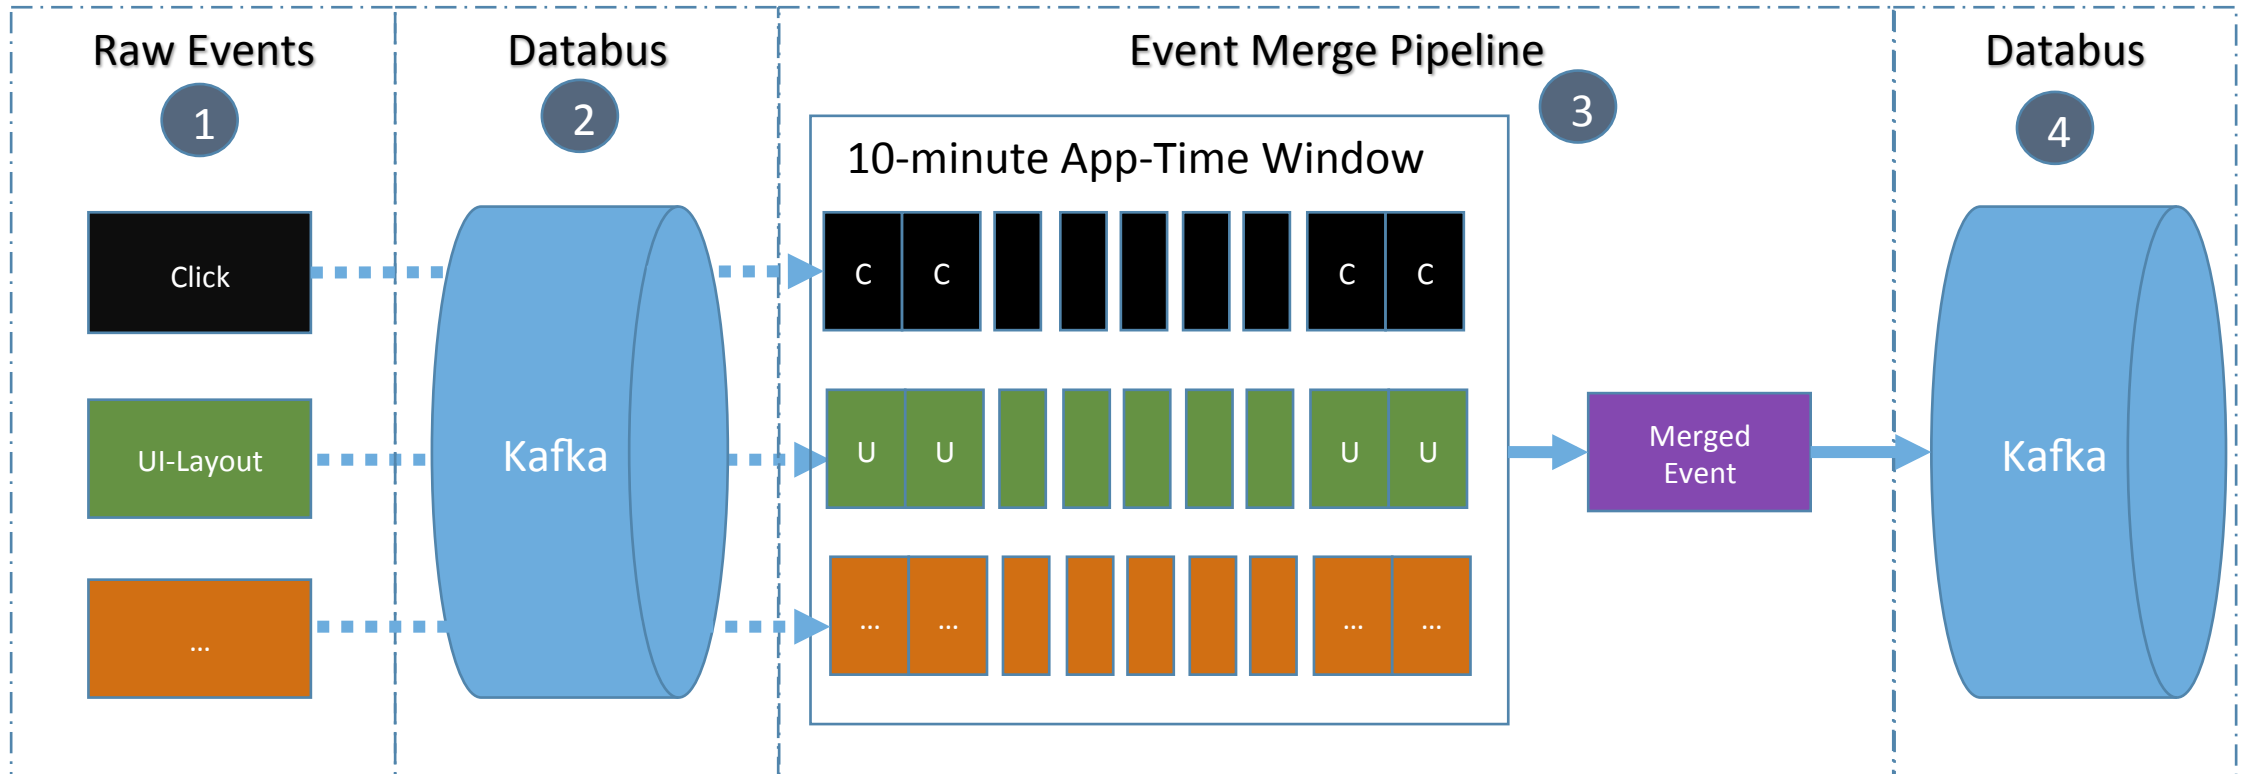 Raw Events
Databus
Event Merge Pipeline
Databus
1
2
3
4
10-minute App-Time Window
Click
C C C C
UI-Layout
Kafka
U U U U
Merged
Event
Kafka
...
... ... ... ...